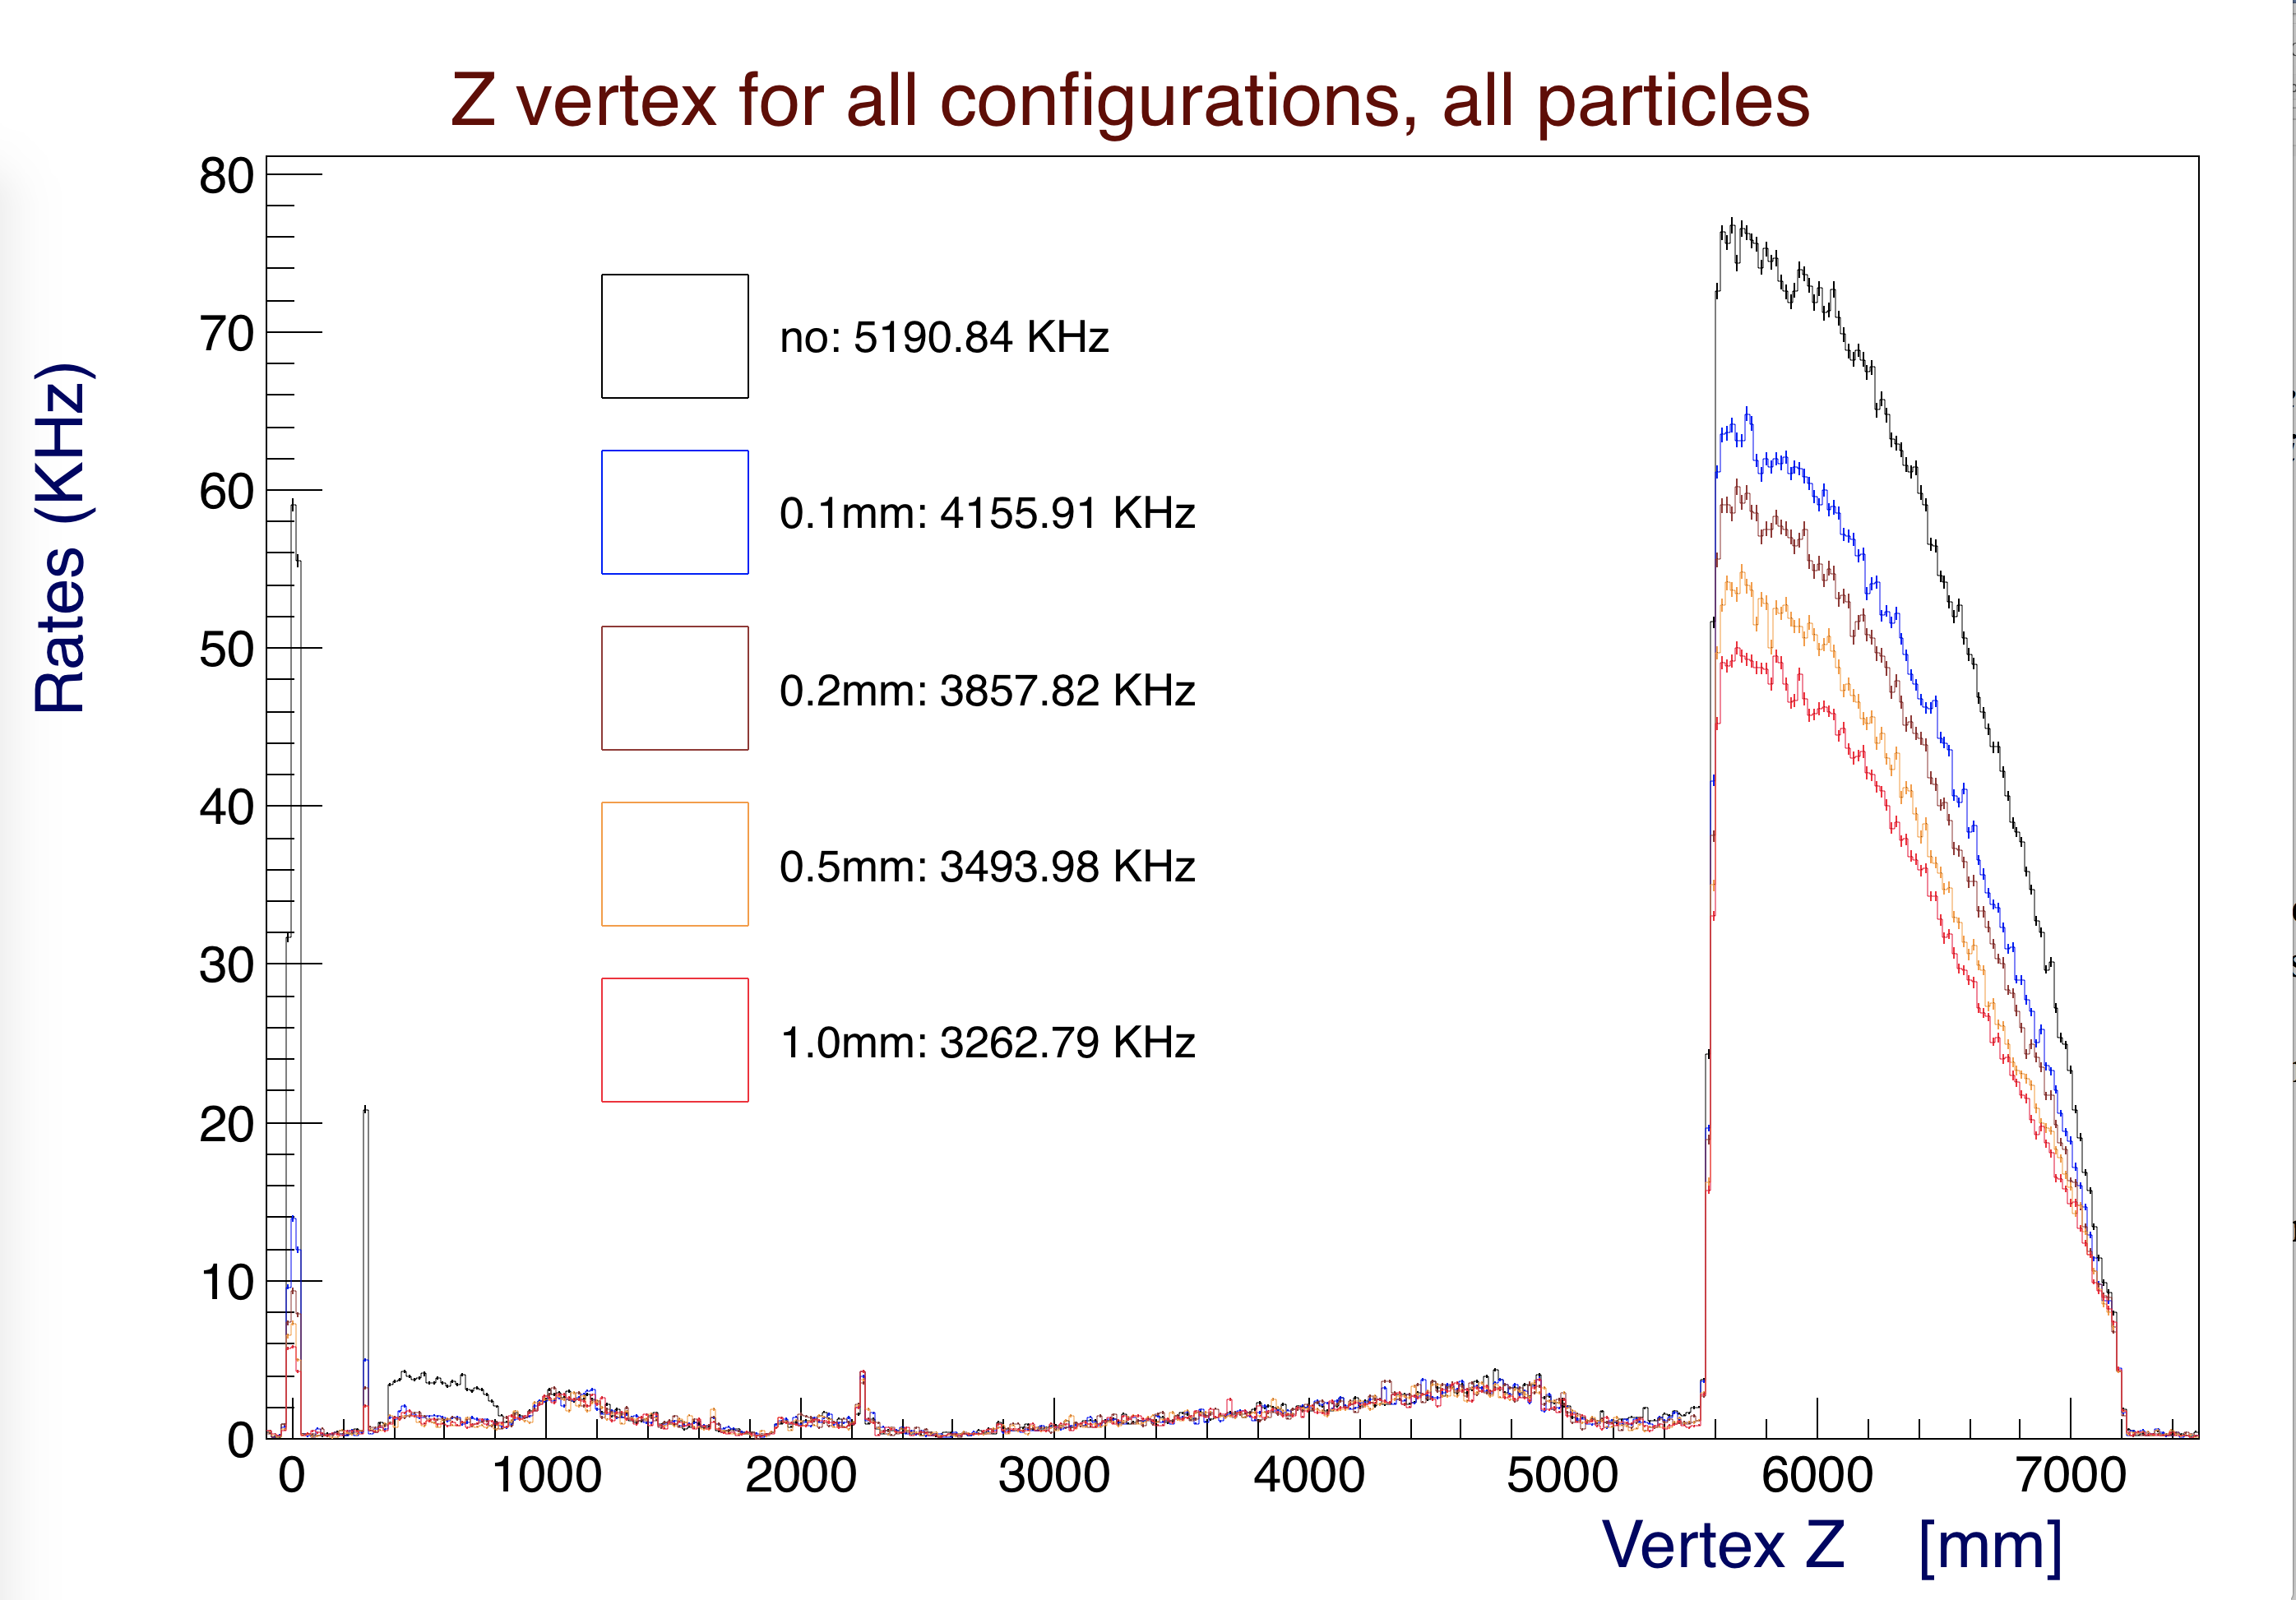 Z vertex for all configurations, all particles
Rates (KHz)
80
70
60
50
40
30
20
10
0
no: 5190.84 KHz
0.1mm: 4155.91 KHz
0.2mm: 3857.82 KHz
0.5mm: 3493.98 KHz
1.0mm: 3262.79 KHz
0 1000 2000 3000 4000 5000 6000 7000
Vertex Z [mm]